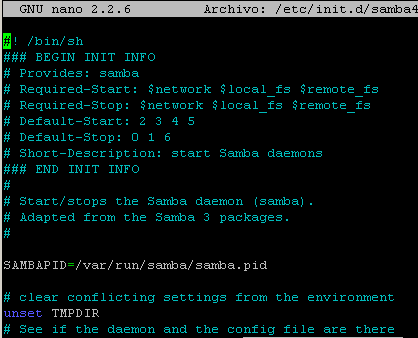 GNU nano 2.2.6 Archivo: /etc/init.d/samba4
#! /bin/sh
### BEGIN INIT INFO
# Provides: samba
# Required-Start: $network $local_fs $remote_fs
# Required-Stop: $network $local_fs $remote_fs
# Default-Start: 2 3 4 5
# Default-Stop: 0 1 6
# Short-Description: start Samba daemons
### END INIT INFO
#
# Start/stops the Samba daemon (samba).
# Adapted from the Samba 3 packages.
#
SAMBAPID=/var/run/samba/samba.pid
# clear conflicting settings from the environment
unset TMPDIR
# See if the daemon and the config file are there